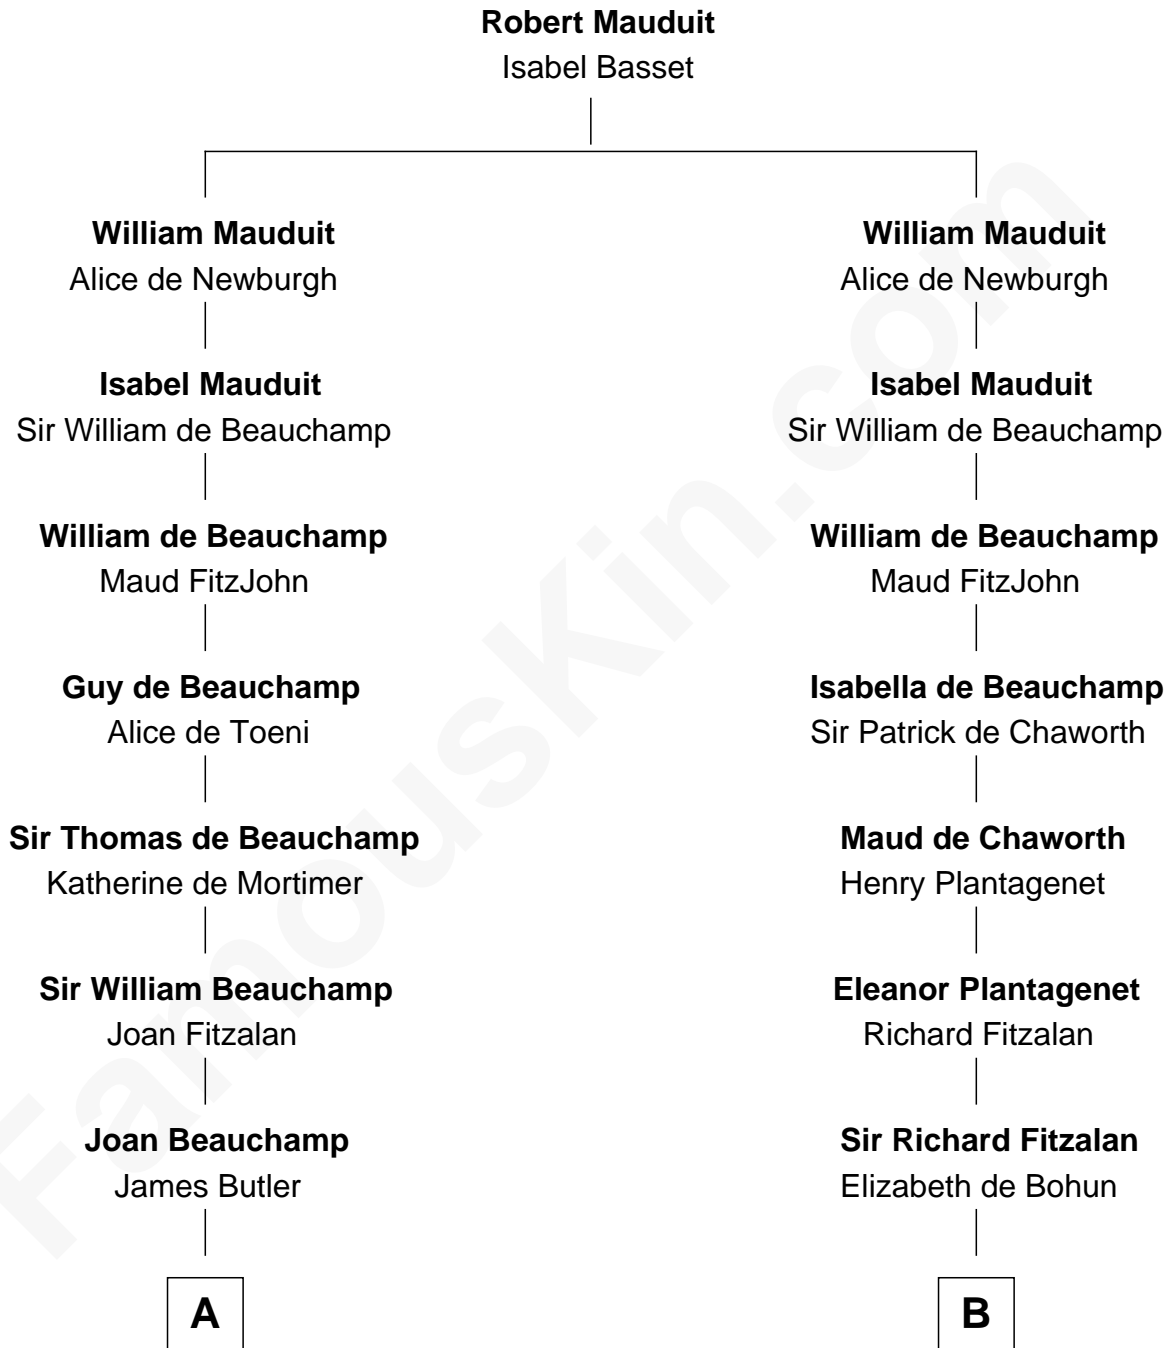 Robert Mauduit
Isabel Basset
William Mauduit
Alice de Newburgh
Isabel Mauduit
Sir William de Beauchamp
William de Beauchamp
Maud FitzJohn
Guy de Beauchamp
Alice de Toeni
Sir Thomas de Beauchamp
Katherine de Mortimer
Sir William Beauchamp
Joan Fitzalan
Joan Beauchamp
James Butler
A
William Mauduit
Alice de Newburgh
Isabel Mauduit
Sir William de Beauchamp
William de Beauchamp
Maud FitzJohn
Isabella de Beauchamp
Sir Patrick de Chaworth
Maud de Chaworth
Henry Plantagenet
Eleanor Plantagenet
Richard Fitzalan
Sir Richard Fitzalan
Elizabeth de Bohun
B
FamousKin.com